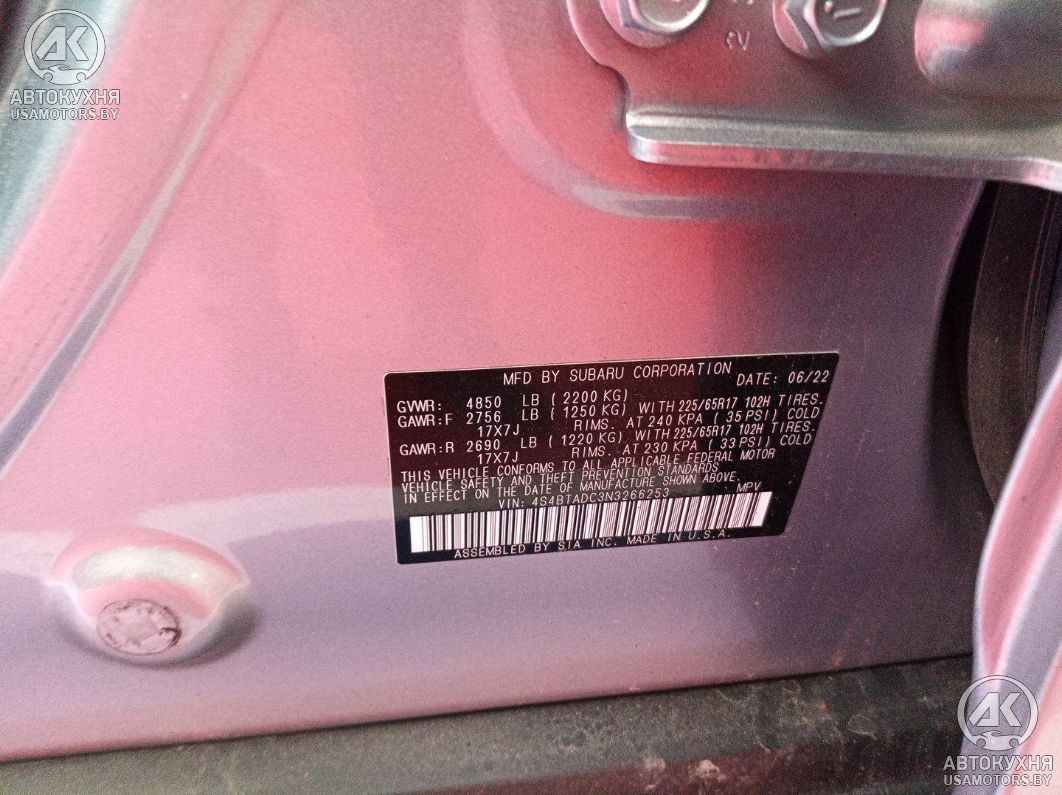 AK
АВТОКУХНЯ
USAMOTORS.BY
2
1
MFD BY SUBARU CORPORATION
DATE: 06/22
GVWR: 4850 LB ( 2200 KG)
GAWR:F 2756 LB ( 1250 KG) WITH 225/65R17 102H TIRES.
17X7J RIMS. AT 240 KPA ( 35 PSI) COLD
GAWR:R 2690 LB ( 1220 KG) WITH 225/65R17 102H TIRES.
17X7J RIMS. AT 230 KPA ( 33 PSI) COLD
THIS VEHICLE CONFORMS TO ALL APPLICABLE FEDERAL MOTOR
VEHICLE SAFETY AND THEFT PREVENTION STANDARDS
IN EFFECT ON THE DATE OF MANUFACTURE SHOWN ABOVE.
VIN: 4S4BTADC3N3266253 MPV
ASSEMBLED BY SIA INC. MADE IN U.S.A.
AK
АВТОКУХНЯ
USAMOTORS.BY